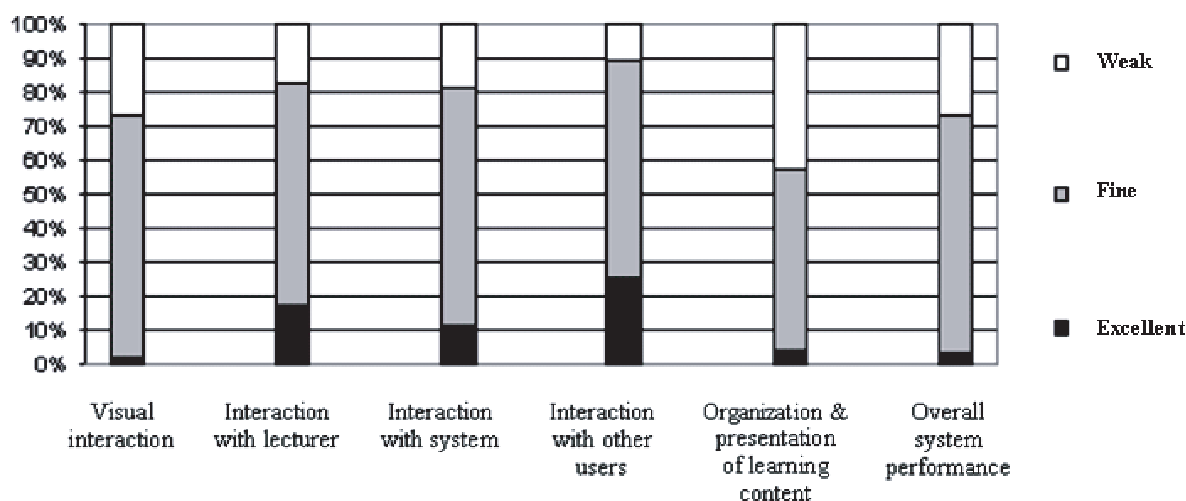 100%
90%
80%
70%
60%
50%
40%
30%
20%
10%
0%
Weak
Fine
Excellent
Visual
interaction
Interaction
with lecturer
Interaction
with system
Interaction
with other
users
Organization &
presentation
of learning
content
Overall
system
performance